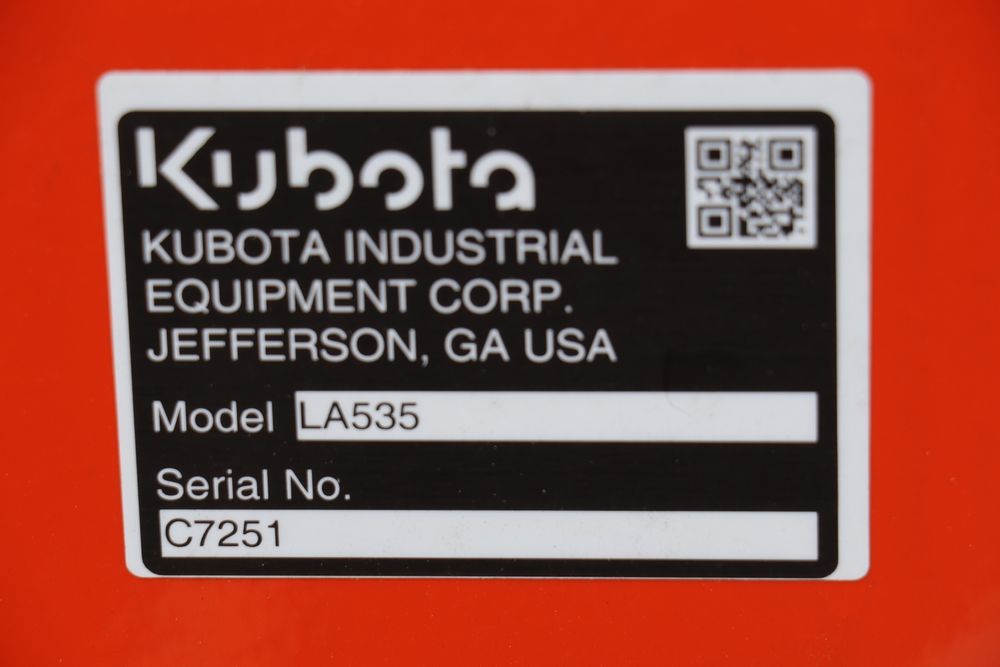 Kubota
KUBOTA INDUSTRIAL
EQUIPMENT CORP.
JEFFERSON, GA USA
Model LA535
Serial No.
C7251